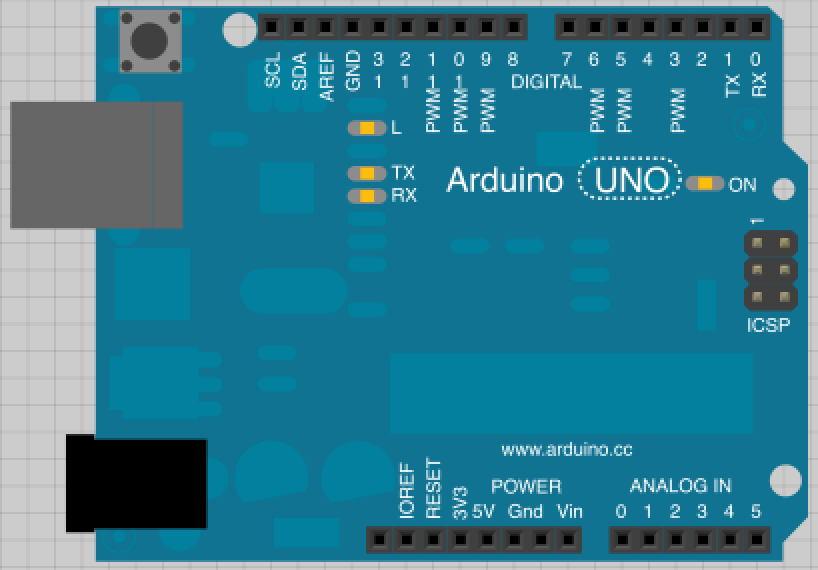 SCL SDA AREF GND 13 12 11 10 9 8 7 6 5 4 3 2 1 0
DIGITAL
PWM PWM PWM PWM PWM PWM TX RX
L
TX
RX
Arduino UNO ON
1
ICSP
www.arduino.cc
IOREF RESET 3V3 5V Gnd Vin
POWER
ANALOG IN
0 1 2 3 4 5